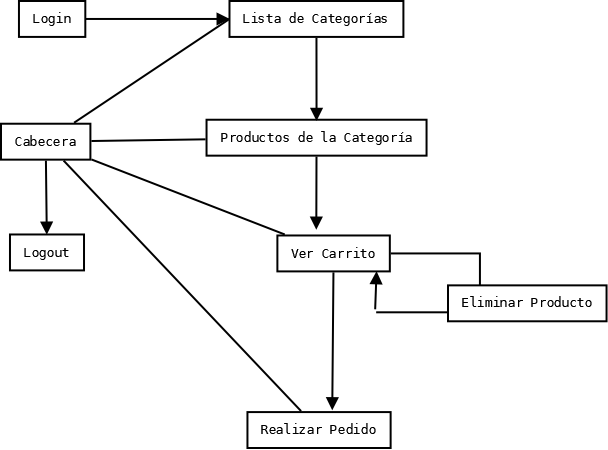 Login
Lista de Categorías
Cabecera
Productos de la Categoría
Logout
Ver Carrito
Eliminar Producto
Realizar Pedido